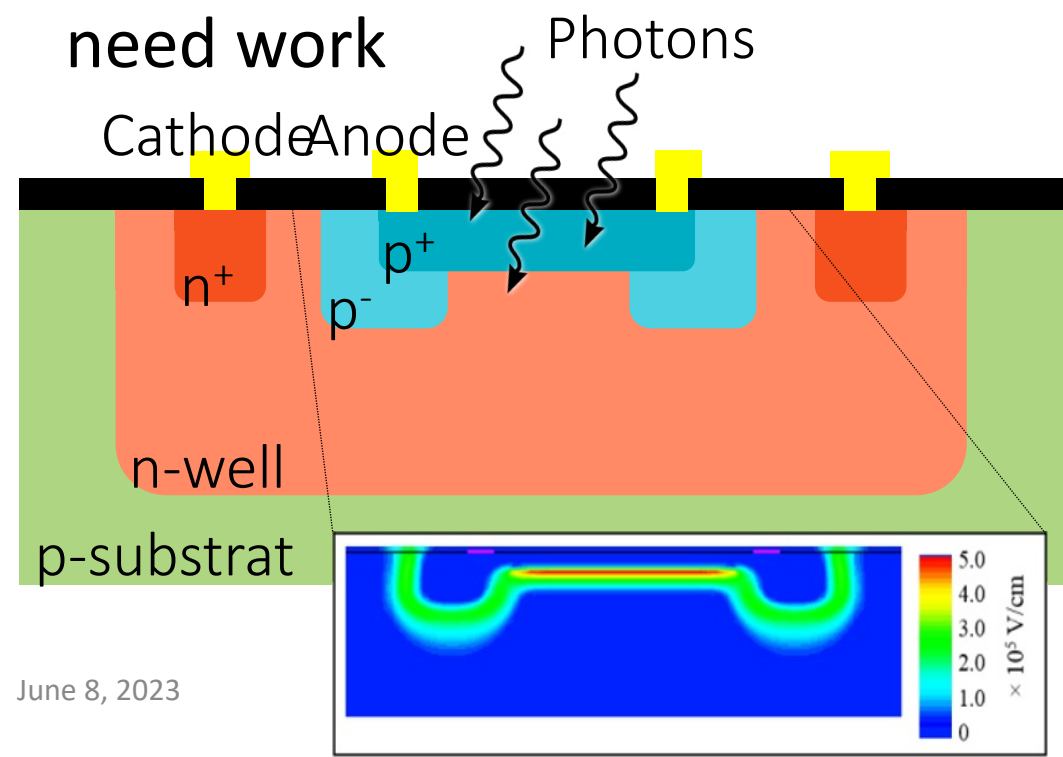 need work
Photons
Cathode
Anode
p⁺
n⁺
p⁻
n-well
p-substrat
5.0
4.0
3.0
2.0
1.0
0
× 10⁵ V/cm
June 8, 2023